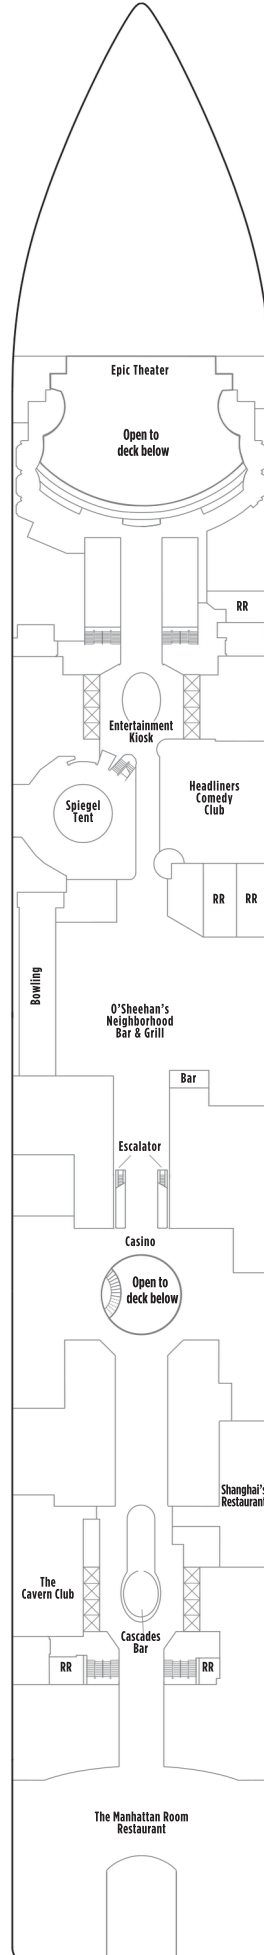 Epic Theater
Open to
deck below
RR
Entertainment
Kiosk
Headliners
Comedy
Club
Spiegel
Tent
RR
RR
Bowling
O'Sheehan's
Neighborhood
Bar & Grill
Bar
Escalator
Casino
Open to
deck below
Shanghai's
Restaurant
The
Cavern Club
Cascades
Bar
RR
RR
The Manhattan Room
Restaurant